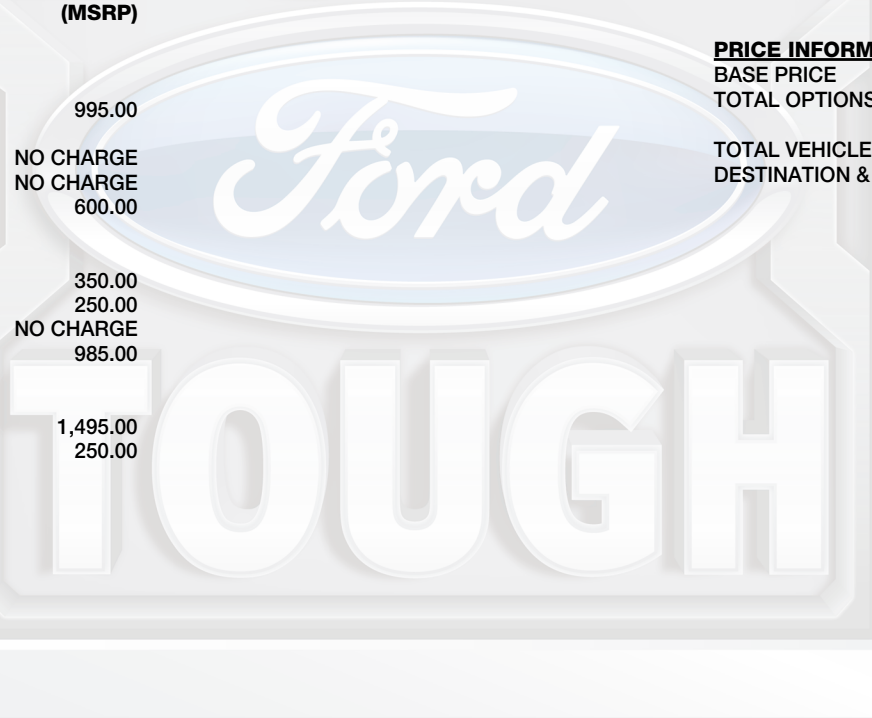 (MSRP)
995.00
NO CHARGE
NO CHARGE
600.00
350.00
250.00
NO CHARGE
985.00
1,495.00
250.00
PRICE INFORM
BASE PRICE
TOTAL OPTIONS
TOTAL VEHICLE
DESTINATION &
Ford
TOUGH